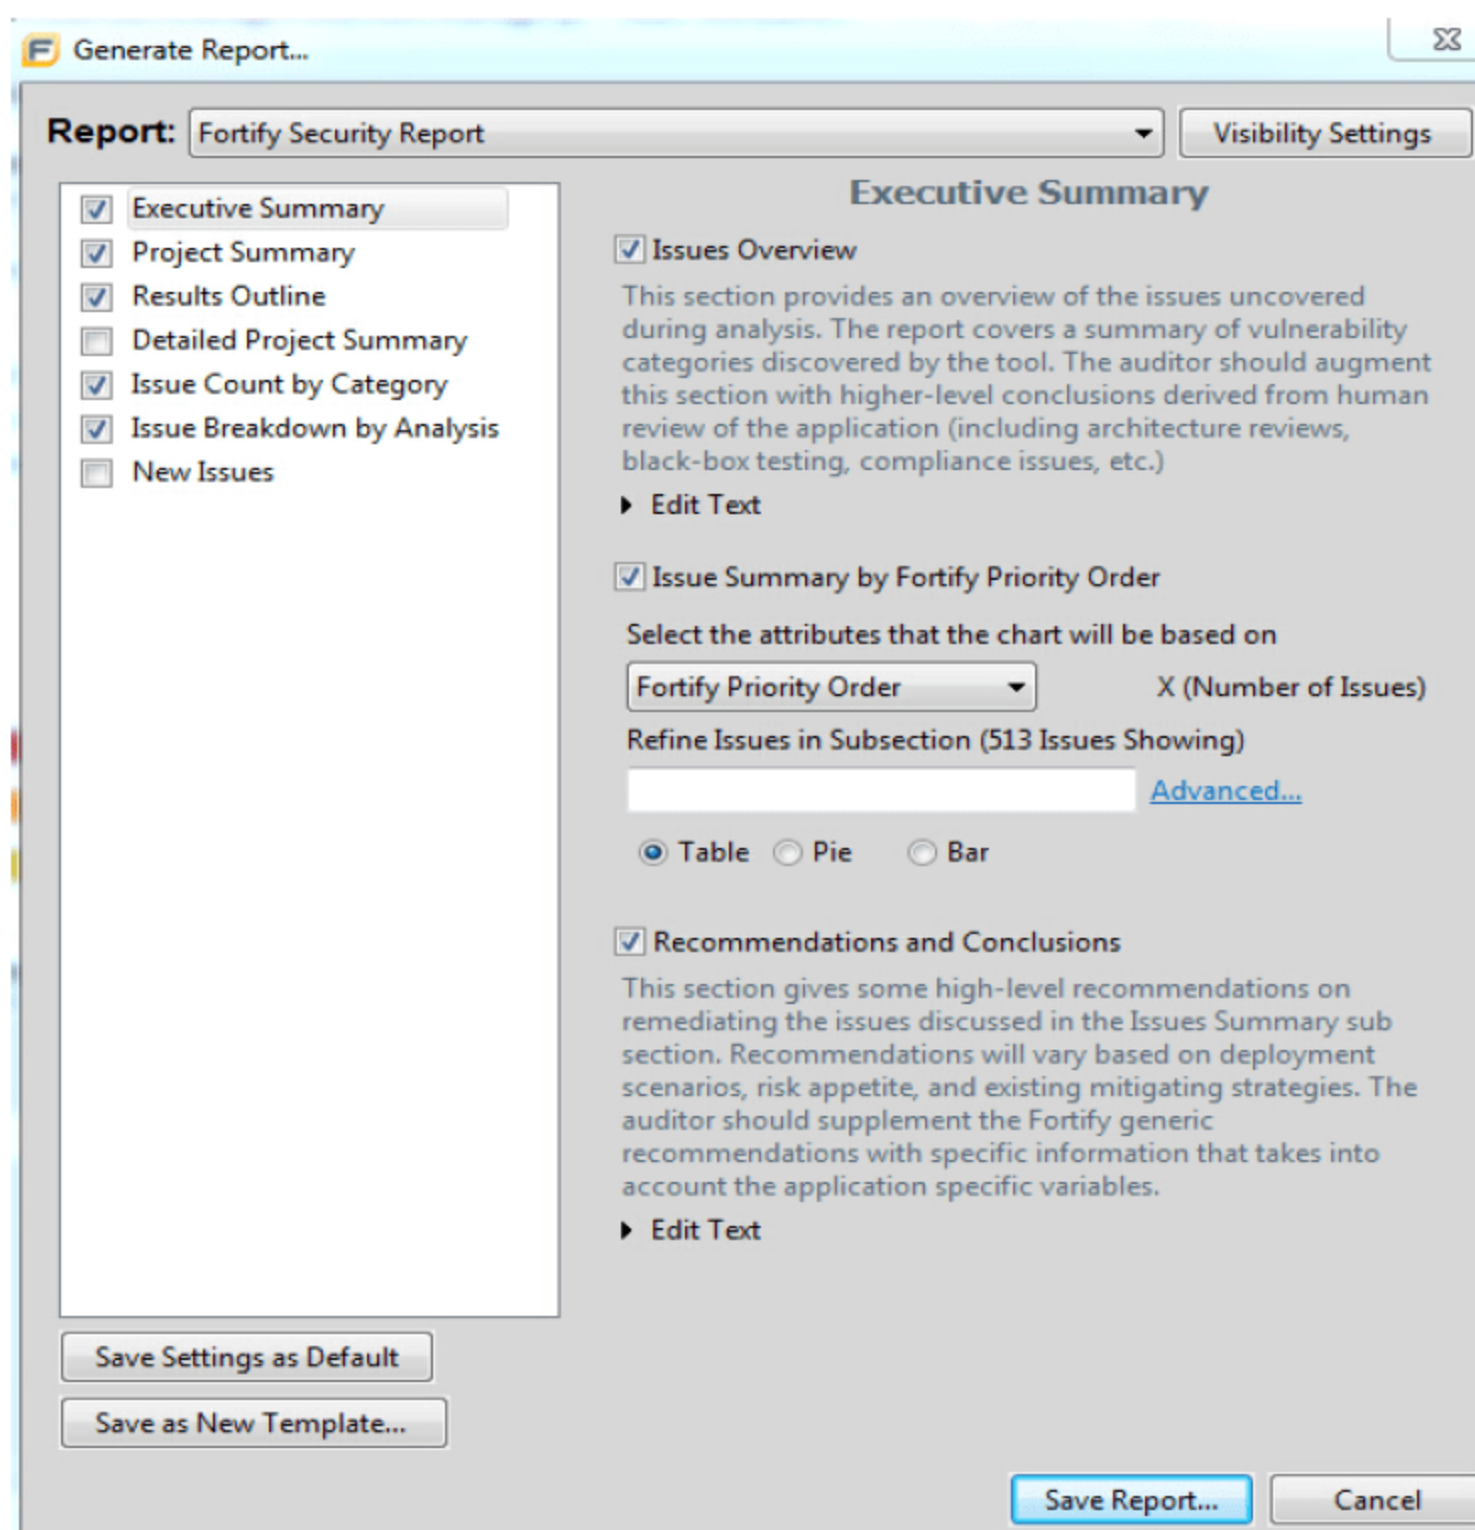 Generate Report...
Report: Fortify Security Report Visibility Settings
Executive Summary
Project Summary
Results Outline
Detailed Project Summary
Issue Count by Category
Issue Breakdown by Analysis
New Issues
Executive Summary
Issues Overview
This section provides an overview of the issues uncovered
during analysis. The report covers a summary of vulnerability
categories discovered by the tool. The auditor should augment
this section with higher-level conclusions derived from human
review of the application (including architecture reviews,
black-box testing, compliance issues, etc.)
Edit Text
Issue Summary by Fortify Priority Order
Select the attributes that the chart will be based on
Fortify Priority Order X (Number of Issues)
Refine Issues in Subsection (513 Issues Showing)
Advanced...
Table Pie Bar
Recommendations and Conclusions
This section gives some high-level recommendations on
remediating the issues discussed in the Issues Summary sub
section. Recommendations will vary based on deployment
scenarios, risk appetite, and existing mitigating strategies. The
auditor should supplement the Fortify generic
recommendations with specific information that takes into
account the application specific variables.
Edit Text
Save Settings as Default
Save as New Template...
Save Report... Cancel